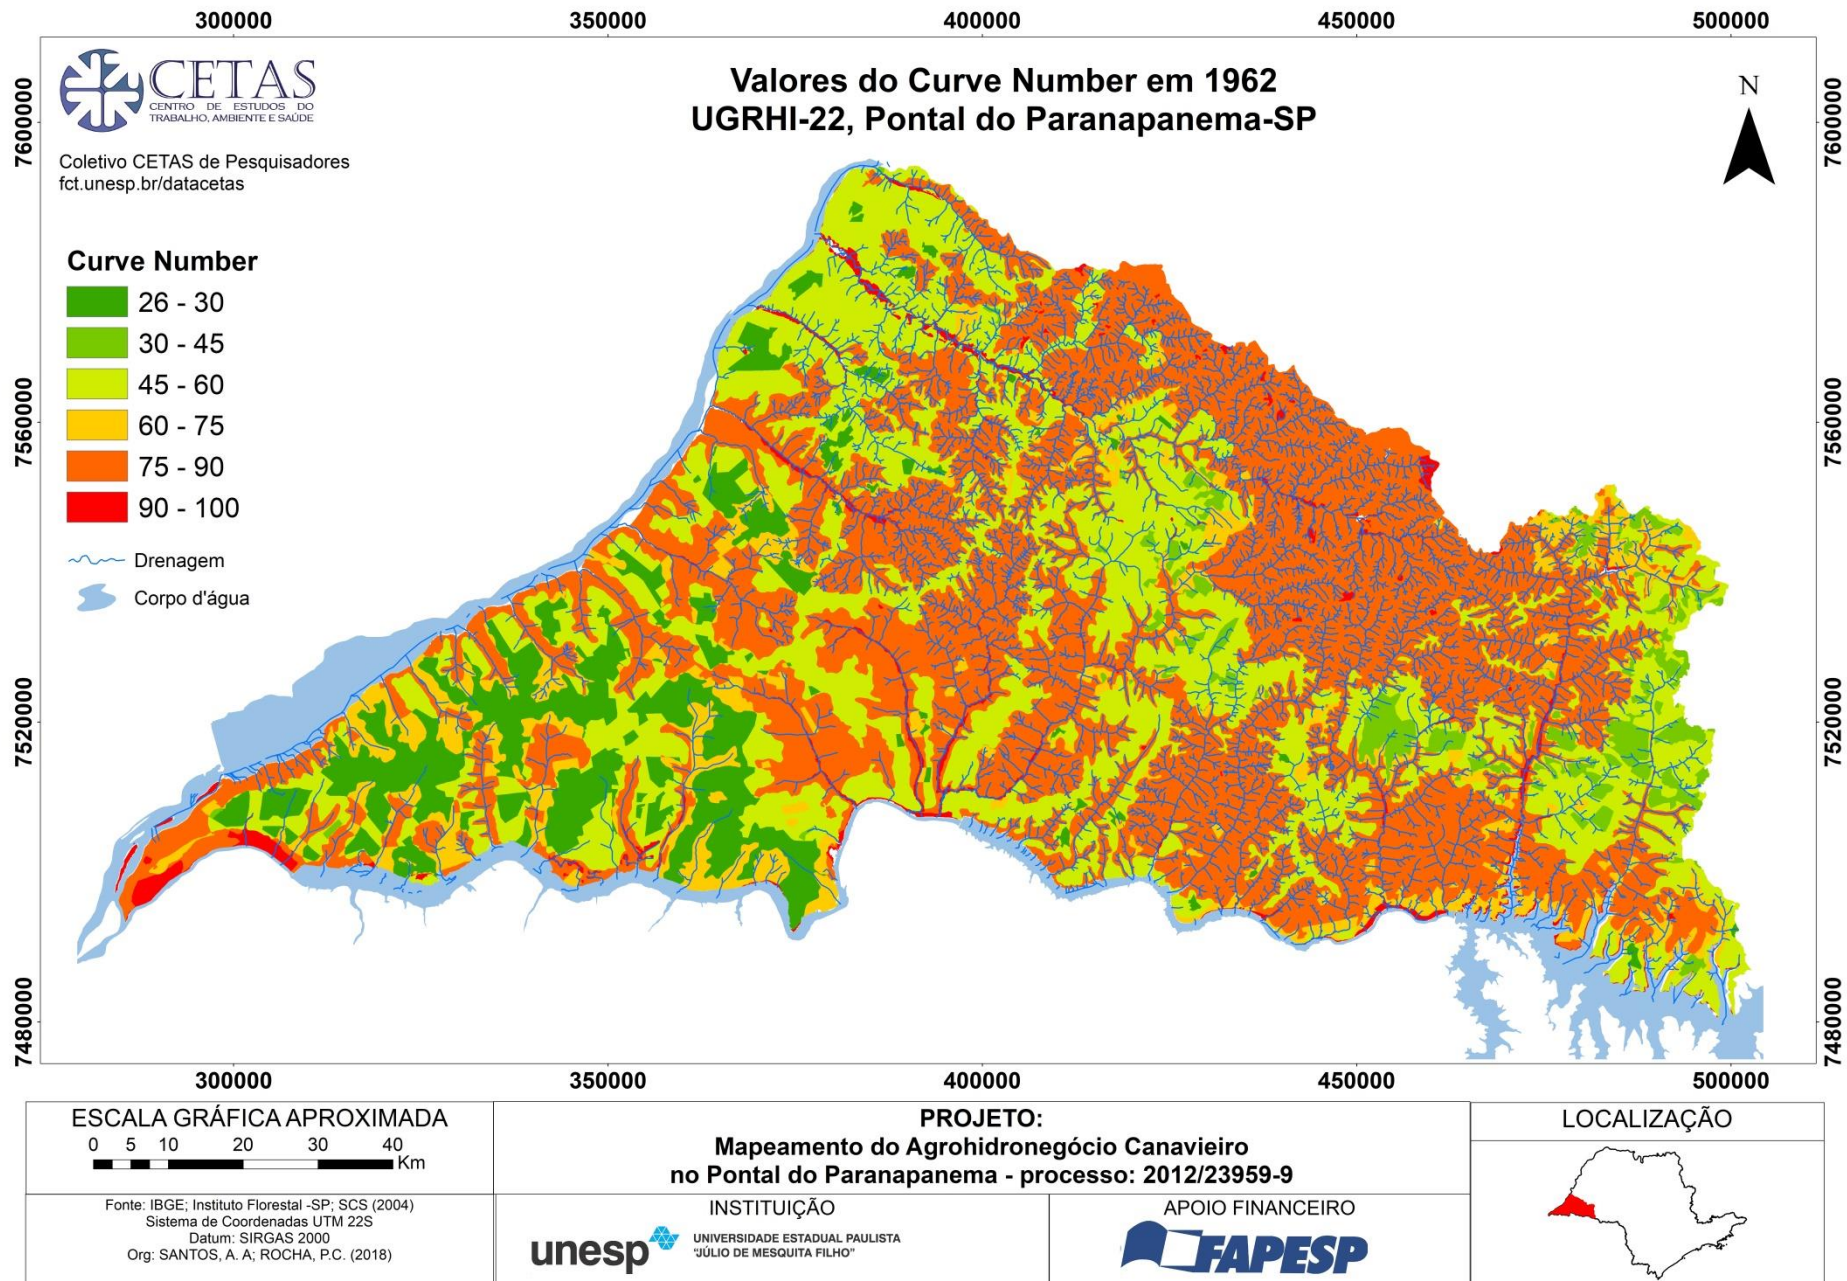 300000 350000 400000 450000 500000
CETAS
CENTRO DE ESTUDOS DO
TRABALHO, AMBIENTE E SAÚDE
Coletivo CETAS de Pesquisadores
fct.unesp.br/datacetas
Valores do Curve Number em 1962
UGRHI-22, Pontal do Paranapanema-SP
N
7600000 7600000
Curve Number
26 - 30
30 - 45
45 - 60
60 - 75
75 - 90
90 - 100
Drenagem
Corpo d'água
7560000 7560000
7520000 7520000
7480000 7480000
300000 350000 400000 450000 500000
ESCALA GRÁFICA APROXIMADA
0 5 10 20 30 40
Km
Fonte: IBGE; Instituto Florestal -SP; SCS (2004)
Sistema de Coordenadas UTM 22S
Datum: SIRGAS 2000
Org: SANTOS, A. A; ROCHA, P.C. (2018)
PROJETO:
Mapeamento do Agrohidronegócio Canavieiro
no Pontal do Paranapanema - processo: 2012/23959-9
INSTITUIÇÃO
unesp
UNIVERSIDADE ESTADUAL PAULISTA
"JÚLIO DE MESQUITA FILHO"
APOIO FINANCEIRO
FAPESP
LOCALIZAÇÃO